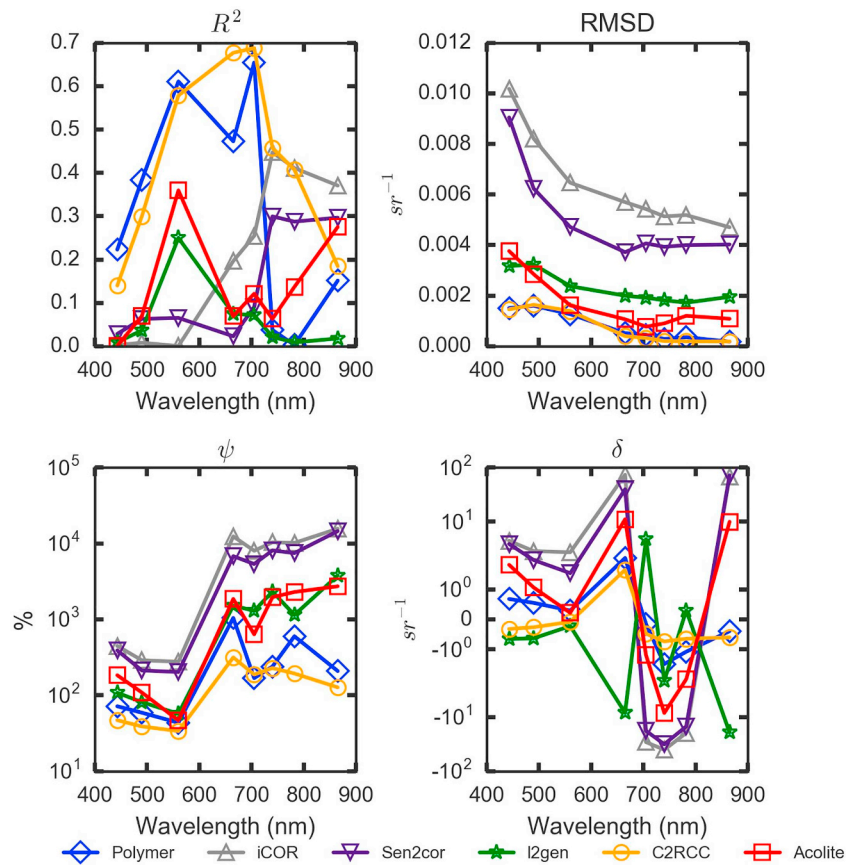 R²
RMSD
0.7
0.6
0.5
0.4
0.3
0.2
0.1
0.0
400 500 600 700 800 900
Wavelength (nm)
sr⁻¹
0.012
0.010
0.008
0.006
0.004
0.002
0.000
400 500 600 700 800 900
Wavelength (nm)
ψ
δ
%
10⁵
10⁴
10³
10²
10¹
400 500 600 700 800 900
Wavelength (nm)
sr⁻¹
10²
10¹
10⁰
0
-10⁰
-10¹
-10²
400 500 600 700 800 900
Wavelength (nm)
Polymer iCOR Sen2cor l2gen C2RCC Acolite